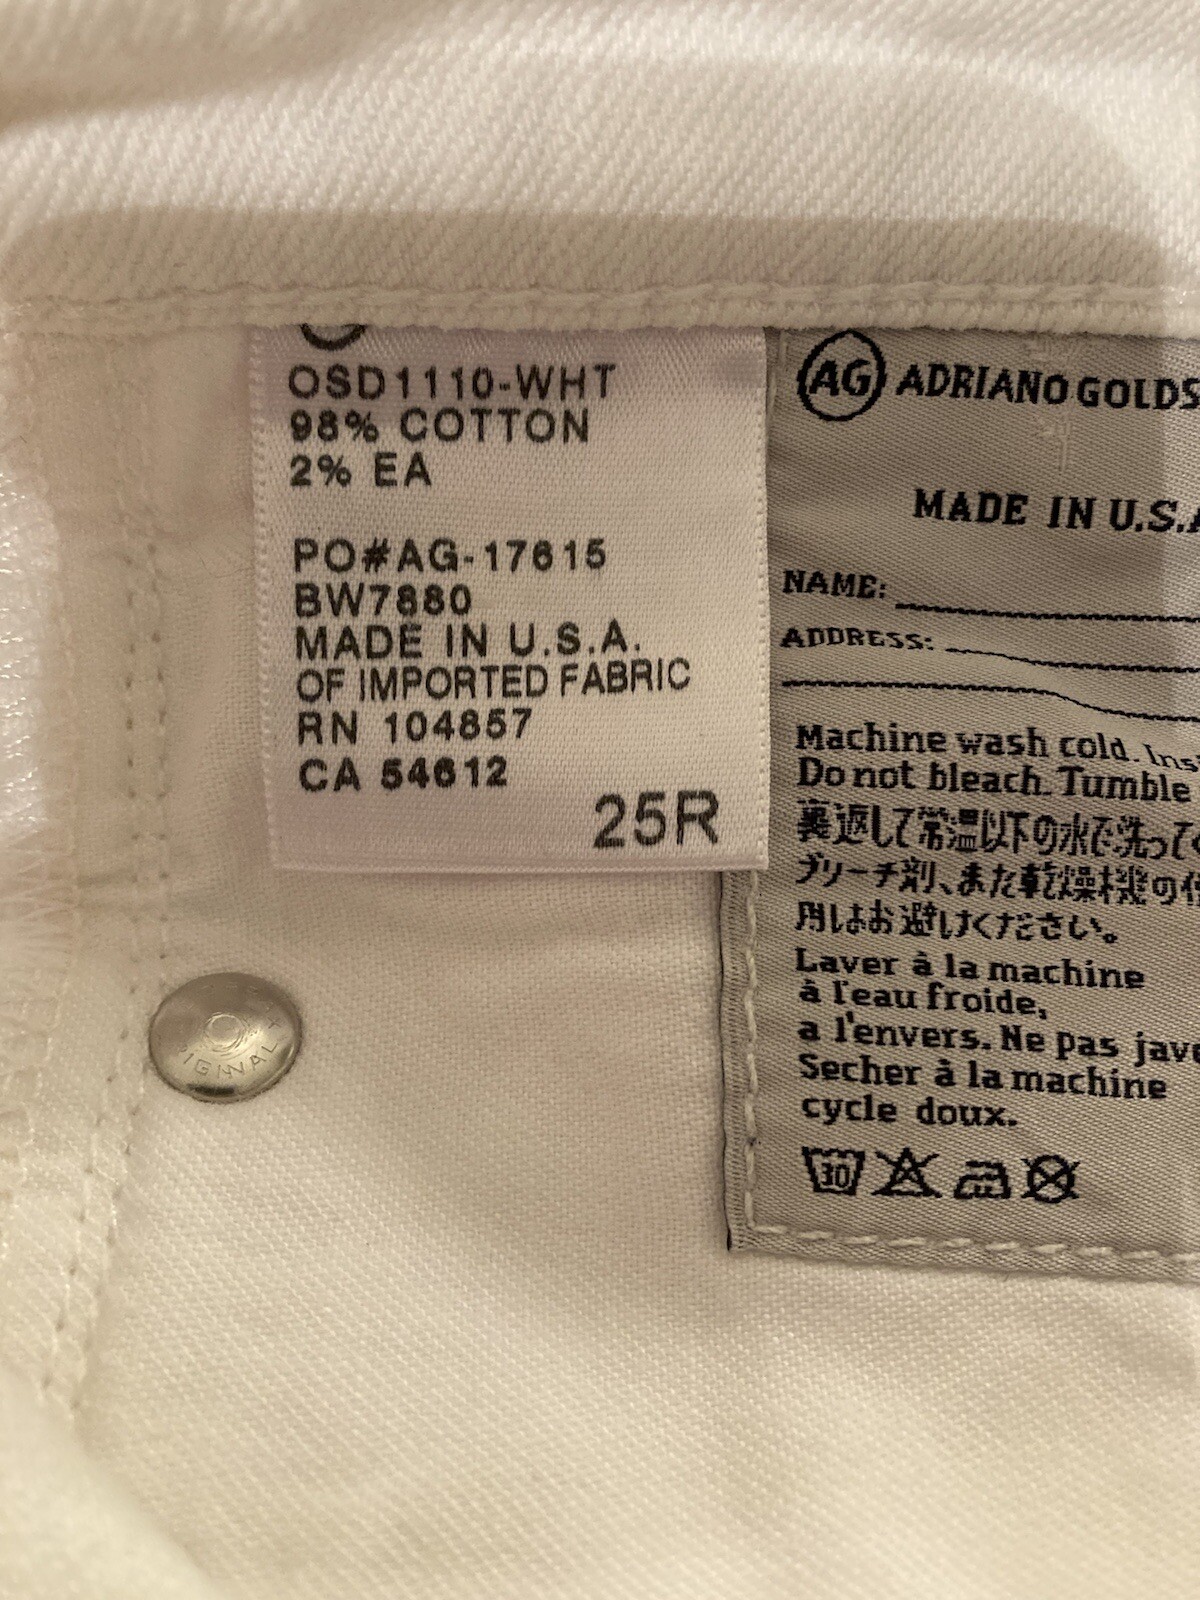 OSD1110-WHT
98% COTTON
2% EA
PO#AG-17615
BW7880
MADE IN U.S.A.
OF IMPORTED FABRIC
RN 104857
CA 54612
25R
AG ADRIANO GOLDS
MADE IN U.S.A
NAME:
ADDRESS:
Machine wash cold. Ins
Do not bleach. Tumble
裏返して常温以下の水で洗って
ブリーチ剤、また乾燥機の使
用はお避けください。
Laver à la machine
à l'eau froide,
a l'envers. Ne pas jave
Secher à la machine
cycle doux.
30